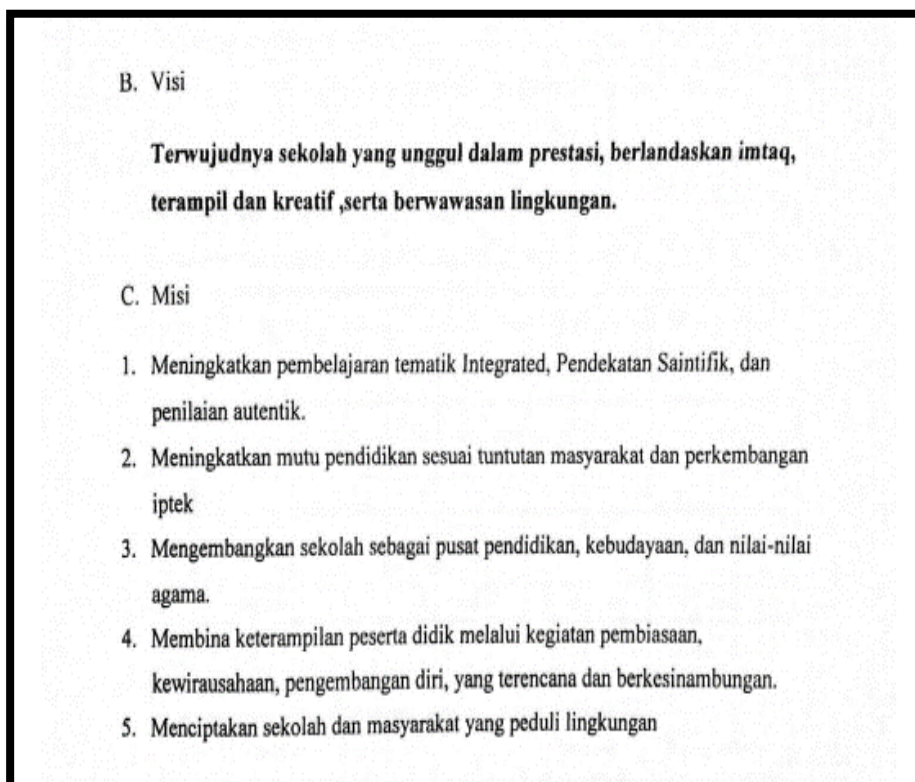 B. Visi
Terwujudnya sekolah yang unggul dalam prestasi, berlandaskan imtaq,
terampil dan kreatif ,serta berwawasan lingkungan.
C. Misi
1. Meningkatkan pembelajaran tematik Integrated, Pendekatan Saintifik, dan
penilaian autentik.
2. Meningkatkan mutu pendidikan sesuai tuntutan masyarakat dan perkembangan
iptek
3. Mengembangkan sekolah sebagai pusat pendidikan, kebudayaan, dan nilai-nilai
agama.
4. Membina keterampilan peserta didik melalui kegiatan pembiasaan,
kewirausahaan, pengembangan diri, yang terencana dan berkesinambungan.
5. Menciptakan sekolah dan masyarakat yang peduli lingkungan